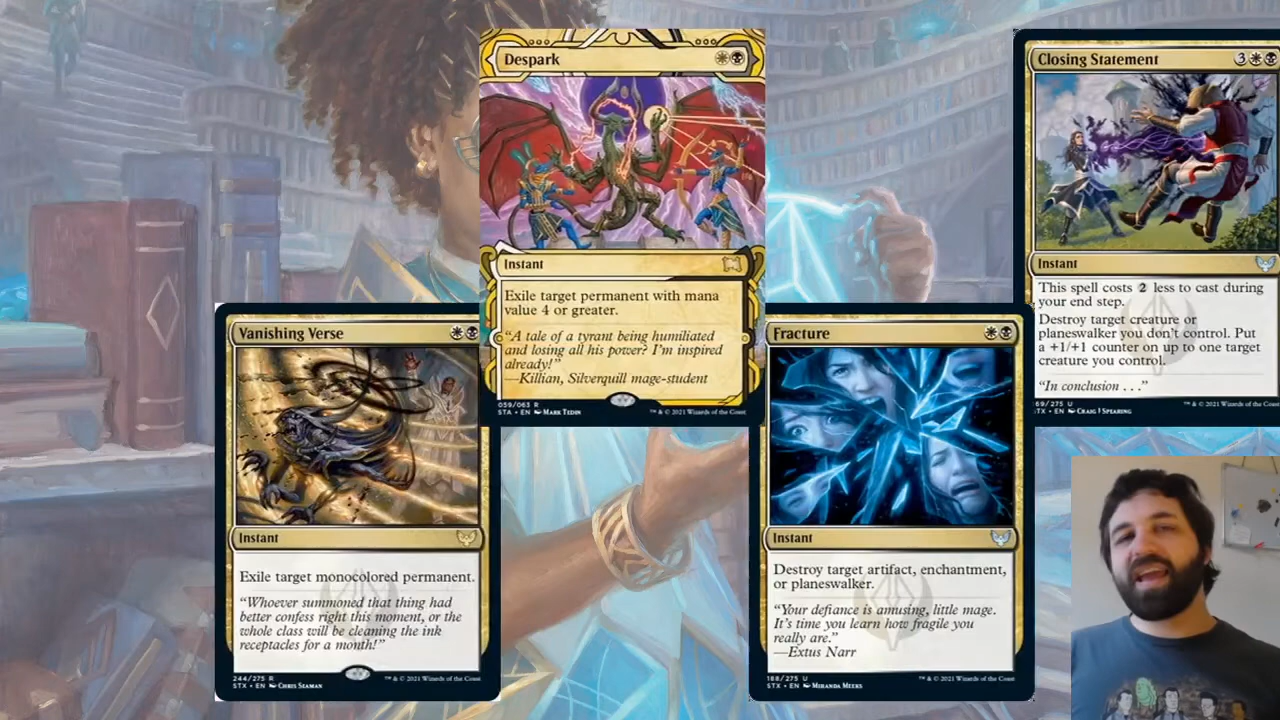 Despark
Instant
Exile target permanent with mana
value 4 or greater.
“A tale of a tyrant being humiliated
and losing all his power? I’m inspired
already!”
—Killian, Silverquill mage-student
059/063 R
STA • EN Mark Tedin
™ & © 2021 Wizards of the Coast
Closing Statement
3
Instant
This spell costs 2 less to cast during
your end step.
Destroy target creature or
planeswalker you don’t control. Put
a +1/+1 counter on up to one target
creature you control.
“In conclusion . . .”
69/275 U
STX • EN Craig J Spearing
™ & © 2021 Wizards of the Coast
Vanishing Verse
Instant
Exile target monocolored permanent.
“Whoever summoned that thing had
better confess right this moment, or the
whole class will be cleaning the ink
receptacles for a month!”
244/275 R
STX • EN Chris Seaman
™ & © 2021 Wizards of the Coast
Fracture
Instant
Destroy target artifact, enchantment,
or planeswalker.
“Your defiance is amusing, little mage.
It’s time you learn how fragile you
really are.”
—Extus Narr
188/275 U
STX • EN Miranda Meeks
™ & © 2021 Wizards of the Coast